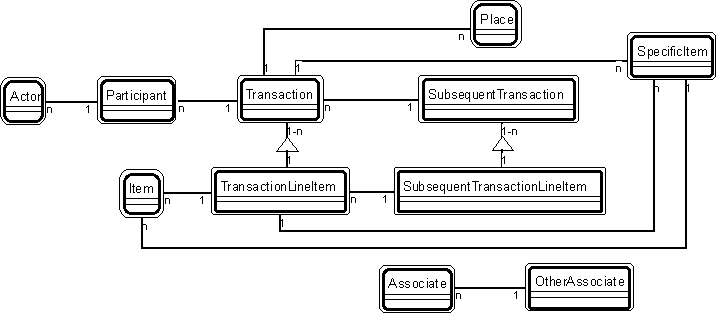 Place
n
1
1
n
SpecificItem
Actor
n
1
Participant
n
1
Transaction
n
1
SubsequentTransaction
n
1
1-n
1
1-n
1
Item
n
1
TransactionLineItem
n
1
SubsequentTransactionLineItem
1
n
Associate
n
1
OtherAssociate